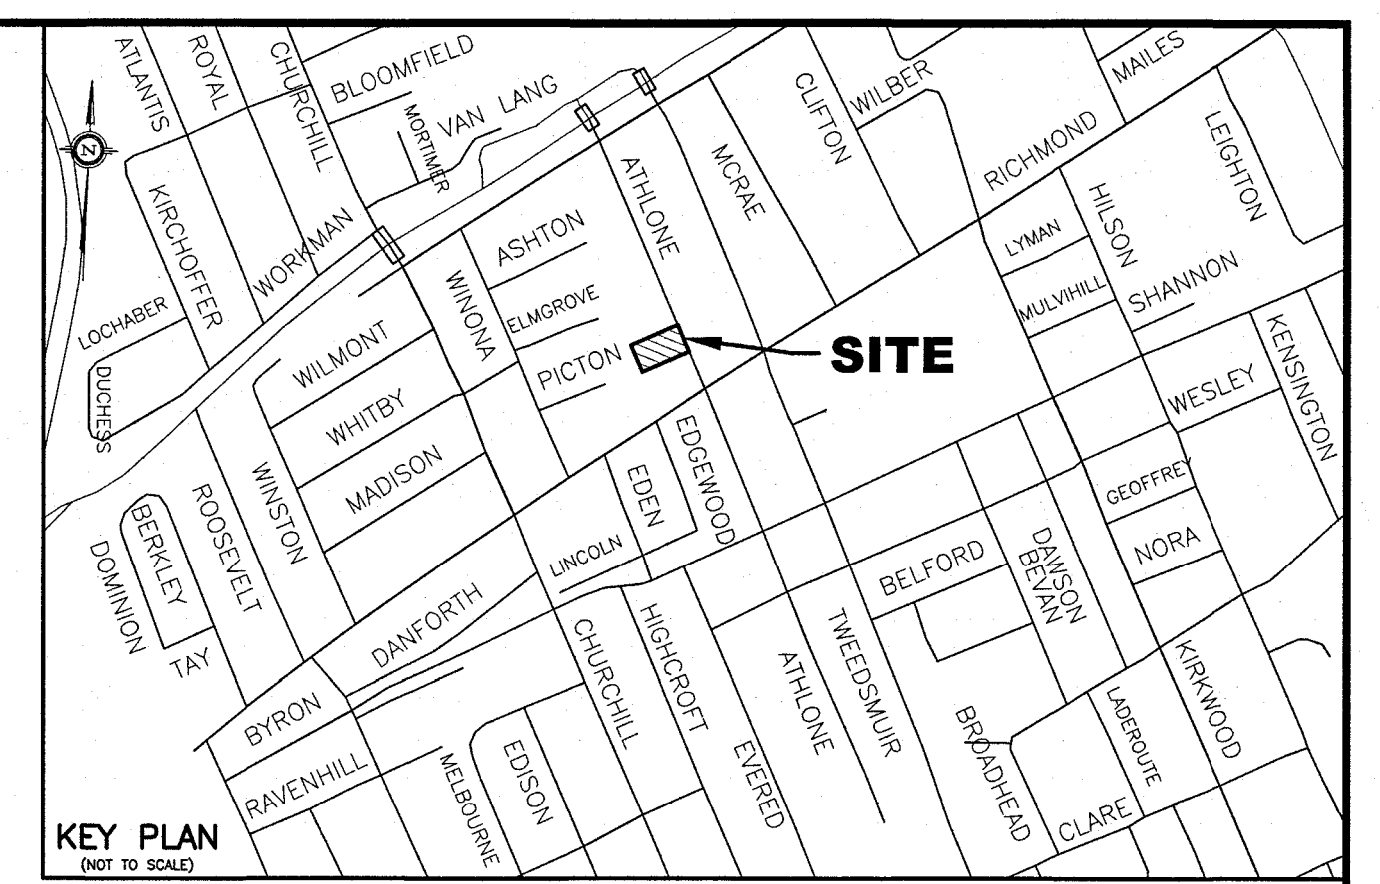 ATLANTIS
ROYAL
CHURCHILL
BLOOMFIELD
MORTIMER
VAN LANG
CLIFTON
WILBER
MAILES
RICHMOND
LEIGHTON
N
KIRCHOFFER
WORKMAN
ASHTON
ATHLONE
MCRAE
LYMAN
HILSON
LOCHABER
WINONA
ELMGROVE
MULVIHILL
SHANNON
WILMONT
PICTON
SITE
KENSINGTON
DUCHESS
WHITBY
WESLEY
MADISON
EDGEWOOD
EDEN
GEOFFREY
ROOSEVELT
WINSTON
BERKLEY
DOMINION
LINCOLN
BELFORD
DAWSON
BEVAN
NORA
TAY
DANFORTH
CHURCHILL
HIGHCROFT
ATHLONE
TWEEDSMUIR
KIRKWOOD
BYRON
BROADHEAD
LADEROUTE
RAVENHILL
MELBOURNE
EDISON
EVERED
CLARE
KEY PLAN
(NOT TO SCALE)